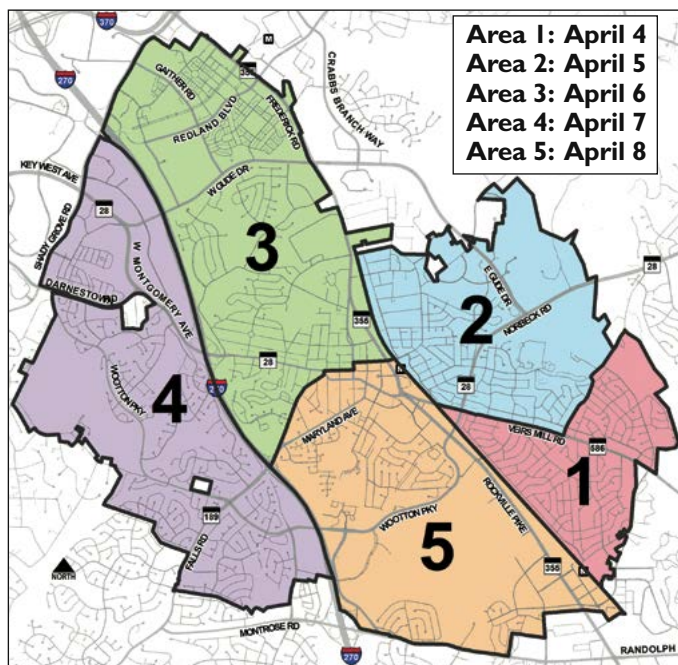 Area 1: April 4
Area 2: April 5
Area 3: April 6
Area 4: April 7
Area 5: April 8
370
270
M
355
GAITHER RD
REDLAND BLVD
FREDERICK RD
CRABBS BRANCH WAY
KEY WEST AVE
W GUDE DR
28
SHADY GROVE RD
W MONTGOMERY AVE
DARNESTOWN RD
3
E GUDE DR
28
NORBECK RD
2
355
28
28
270
4
WOOTTON PKY
MARYLAND AVE
VEIRS MILL RD
586
1
189
FALLS RD
WOOTTON PKY
5
ROCKVILLE PIKE
355
NORTH
MONTROSE RD
270
RANDOLPH